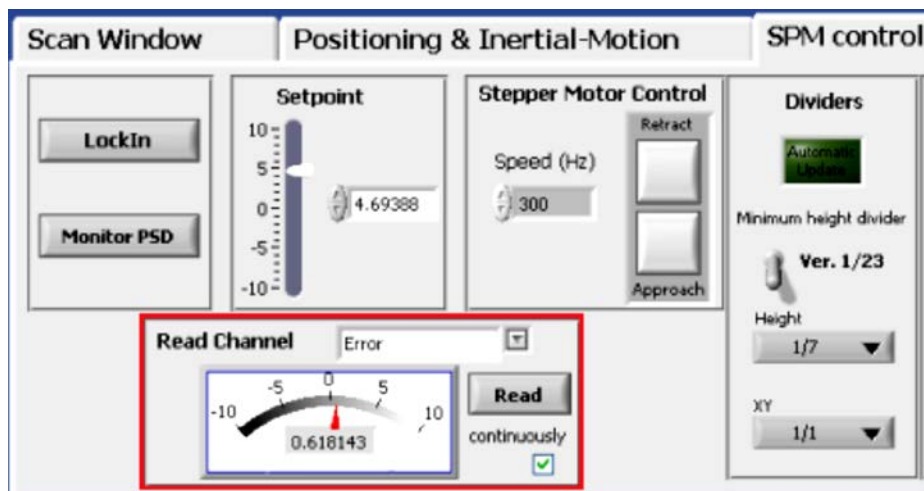 Scan Window
Positioning & Inertial-Motion
SPM control
LockIn
Monitor PSD
Setpoint
10
5
0
-5
-10
4.69388
Stepper Motor Control
Speed (Hz)
300
Retract
Approach
Dividers
Automatic
Update
Minimum height divider
Ver. 1/23
Height
1/7
XY
1/1
Read Channel
Error
-10
-5
0
5
10
0.618143
Read
continuously